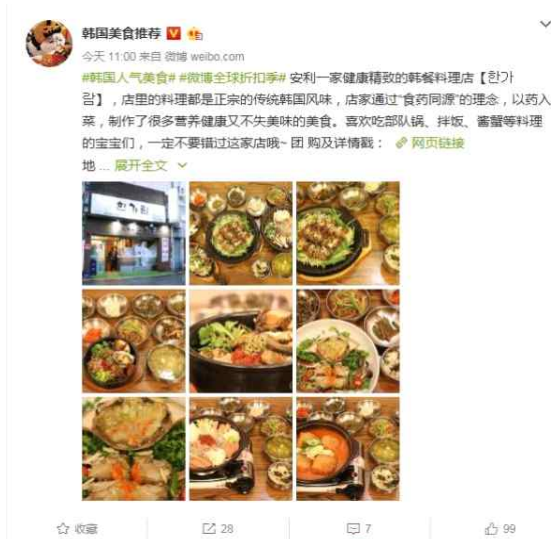 韩国美食推荐
今天 11:00 来自 微博 weibo.com
#韩国人气美食# #微博全球折扣季# 安利一家健康精致的韩餐料理店【한가
람】，店里的料理都是正宗的传统韩国风味，店家通过“食药同源”的理念，以药入
菜，制作了很多营养健康又不失美味的美食。喜欢吃部队锅、拌饭、酱蟹等料理
的宝宝们，一定不要错过这家店哦~ 团 购及详情戳： 网页链接
地 ... 展开全文
한가람
收藏
28
7
99